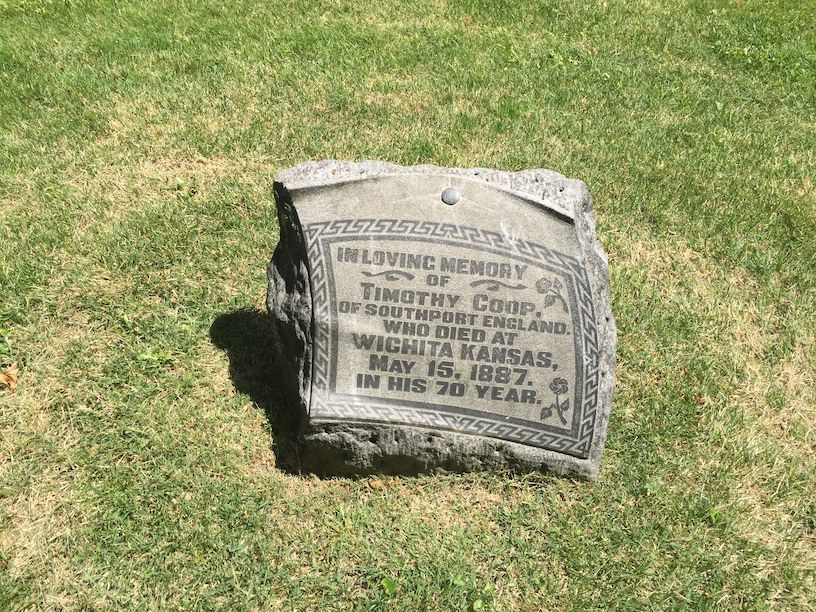 IN LOVING MEMORY
OF
TIMOTHY COOP.
OF SOUTHPORT ENGLAND.
WHO DIED AT
WICHITA KANSAS,
MAY 15, 1887.
IN HIS 70 YEAR.